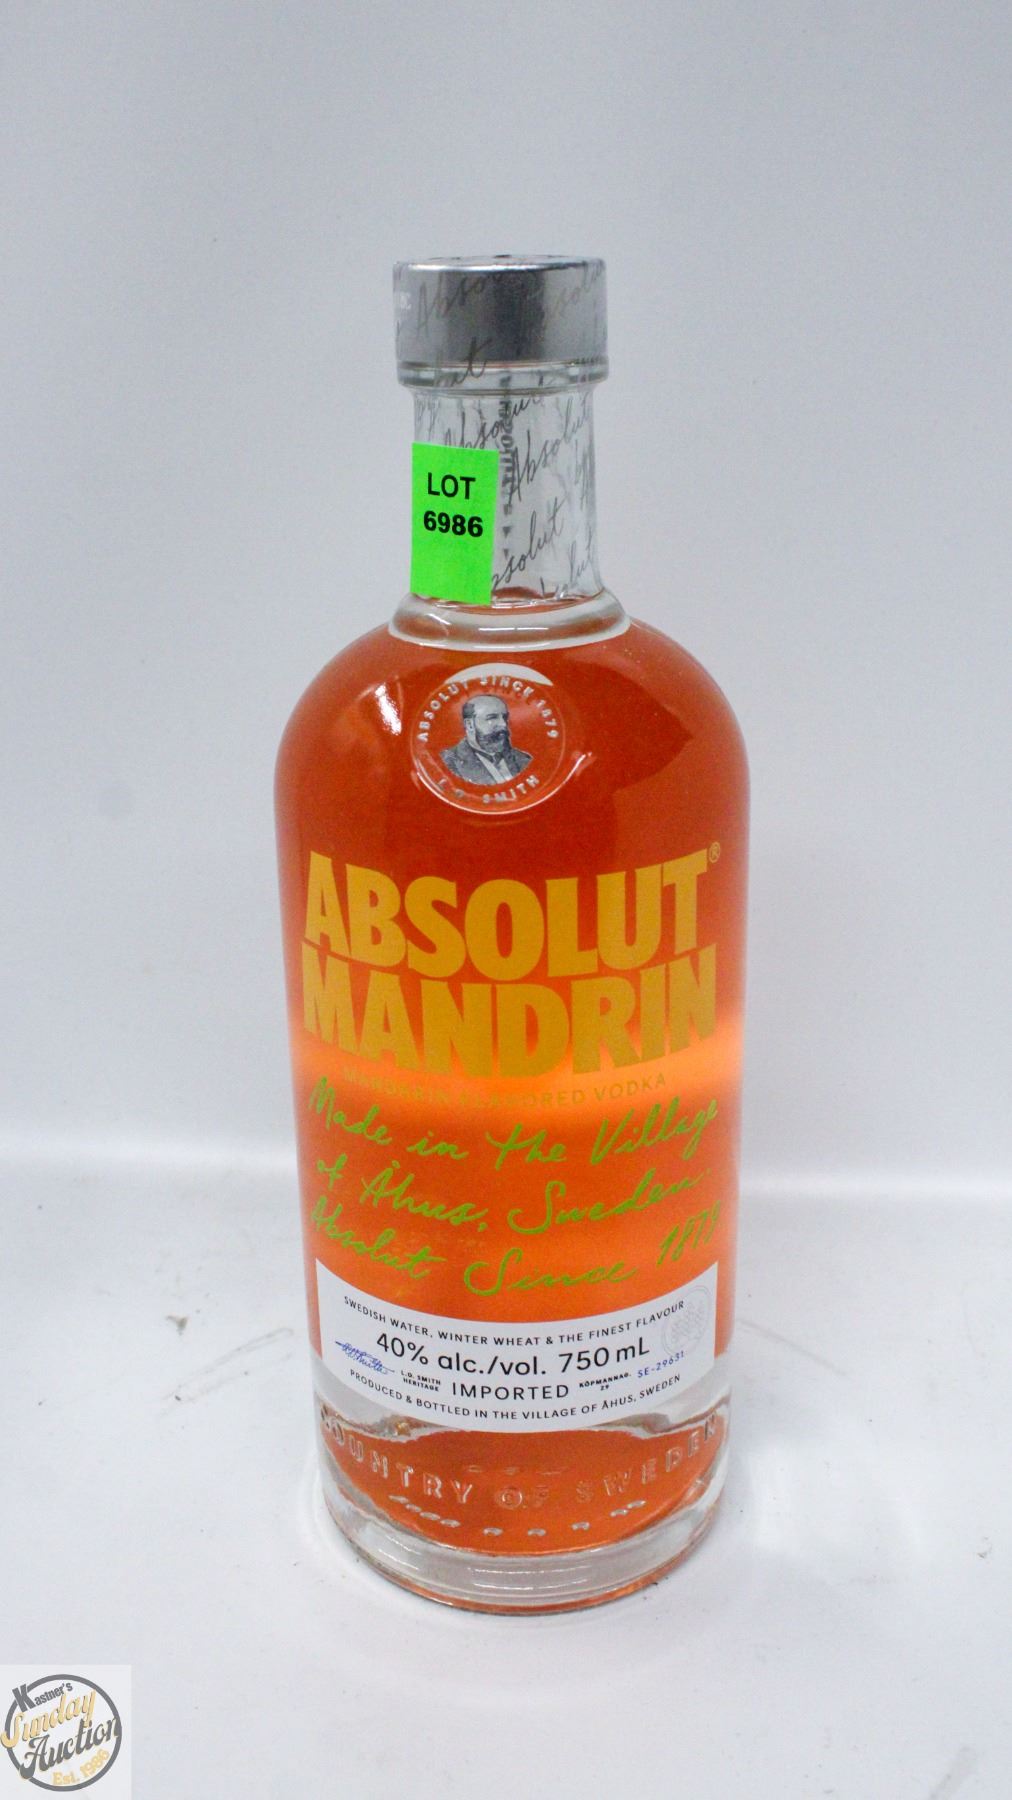 Absolut
LOT
6986
ABSOLUT SINCE 1879
L.O. SMITH
ABSOLUT®
MANDRIN
MANDARIN FLAVORED VODKA
Made in the Village
of Åhus, Sweden.
Absolut Since 1879
SWEDISH WATER, WINTER WHEAT & THE FINEST FLAVOUR
40% alc./vol. 750 mL
L.O. SMITH HERITAGE IMPORTED KÖPMANNAG. 29 SE-29631
PRODUCED & BOTTLED IN THE VILLAGE OF ÅHUS, SWEDEN
COUNTRY OF SWEDEN
Kastner's
Sunday
Auction
Est. 1986